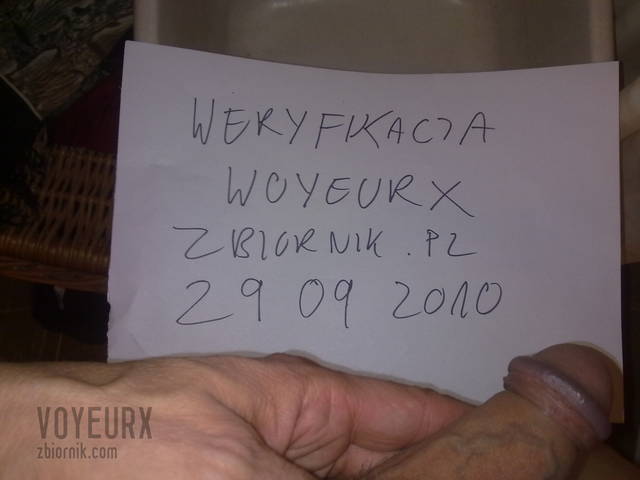 WERYFIKACJA
WOYEURX
ZBIORNIK.PL
29 09 2010
VOYEURX
zbiornik.com